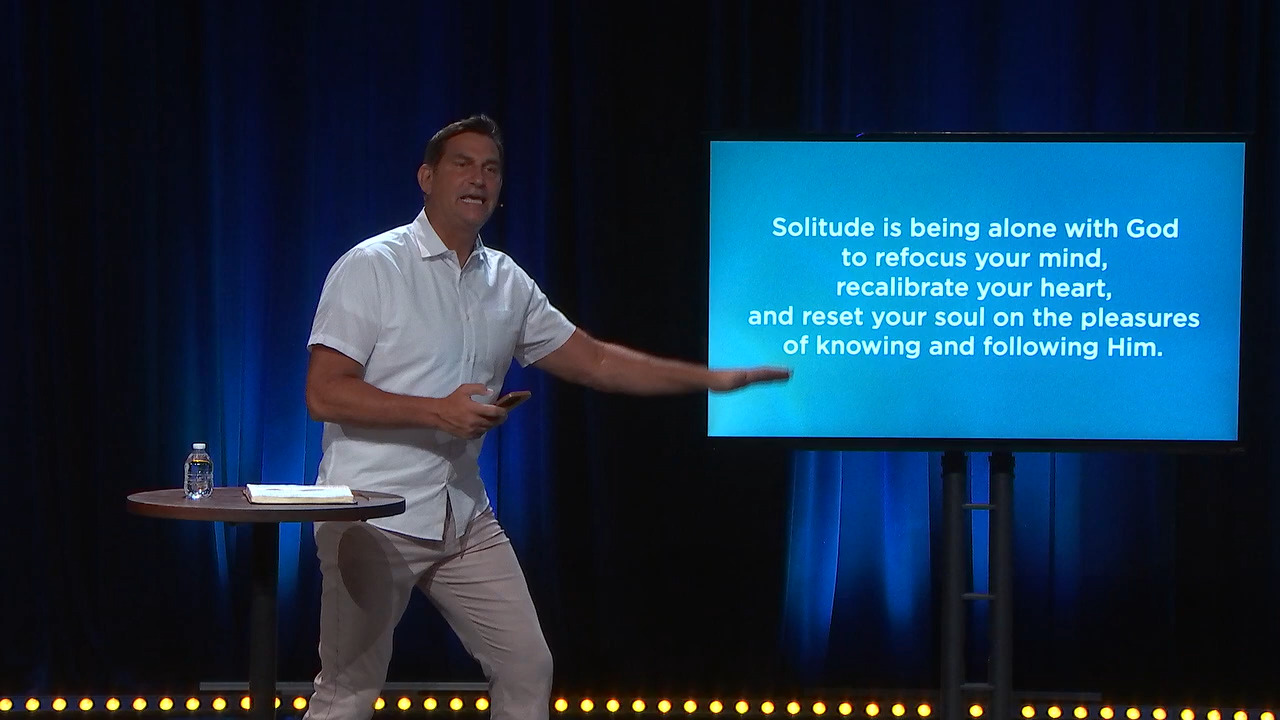 Solitude is being alone with God
to refocus your mind,
recalibrate your heart,
and reset your soul on the pleasures
of knowing and following Him.